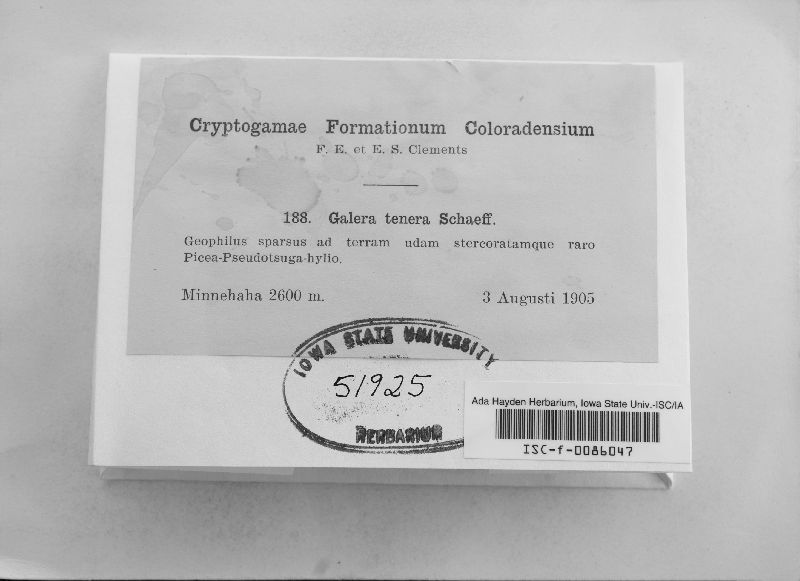 Cryptogamae Formationum Coloradensium
F. E. et E. S. Clements
188. Galera tenera Schaeff.
Geophilus sparsus ad terram udam stercoratamque raro
Picea-Pseudotsuga-hylio.
Minnehaha 2600 m. 3 Augusti 1905
IOWA STATE UNIVERSITY
51925
HERBARIUM
Ada Hayden Herbarium, Iowa State Univ.-ISC/IA
ISC-f-0086047